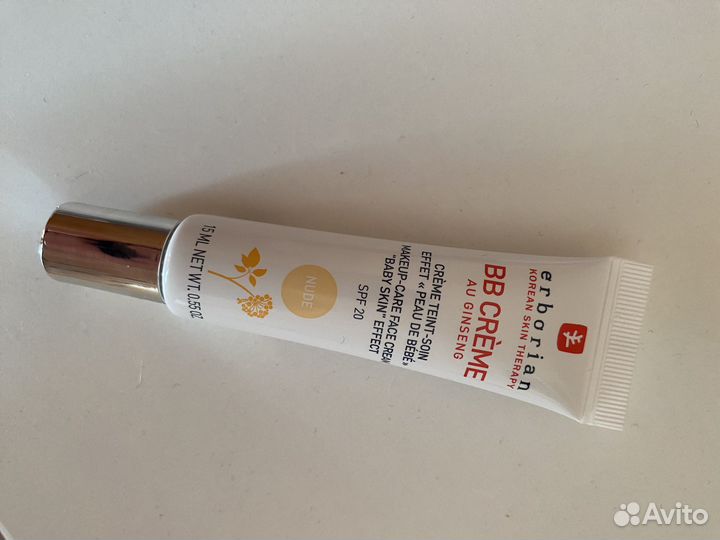 erborian
KOREAN SKIN THERAPY
BB CRÈME
AU GINSENG
CRÈME TEINT-SOIN
EFFET « PEAU DE BÉBÉ»
MAKEUP-CARE FACE CREAM
"BABY SKIN" EFFECT
SPF 20
NUDE
15 ML NET WT. 0.55 OZ
Avito